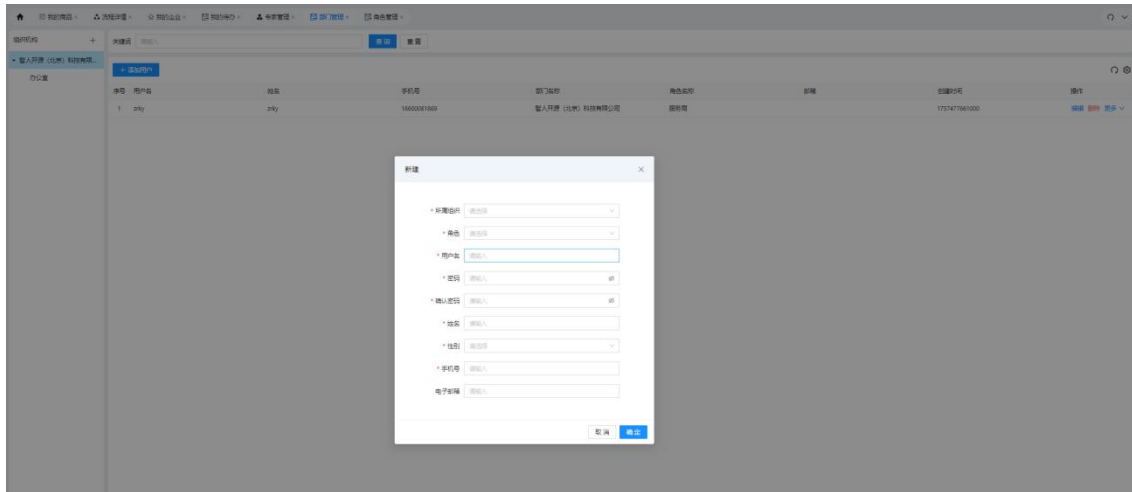 我的商品 流程详情 我的企业 我的待办 专家管理 部门管理 角色管理
组织机构 + 关键词 请输入 查询 重置
智人开源（北京）科技有限... + 添加用户
办公室
序号 用户名 姓名 手机号 部门名称 角色名称 邮箱 创建时间 操作
1 zrky zrky 智人开源（北京）科技有限公司 服务商 1757477661000 编辑 删除 更多
新建
* 所属组织 请选择
* 角色 请选择
* 用户名 请输入
* 密码 请输入
* 确认密码 请输入
* 姓名 请输入
* 性别 请选择
* 手机号 请输入
电子邮箱 请输入
取消 确定